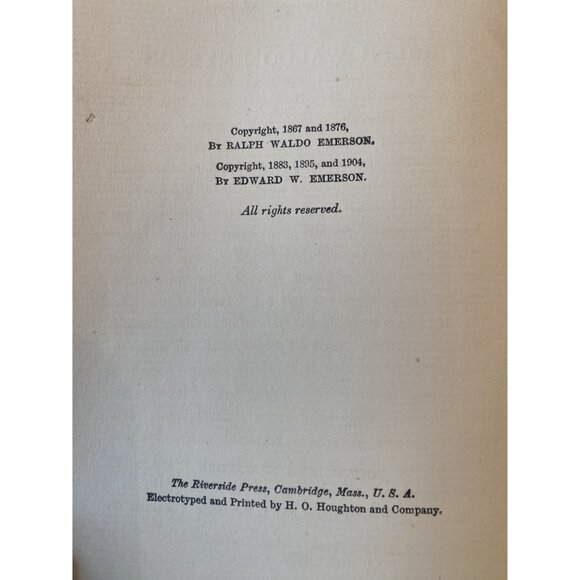 Copyright, 1867 and 1876,
By RALPH WALDO EMERSON.
Copyright, 1883, 1895, and 1904,
By EDWARD W. EMERSON.
All rights reserved.
The Riverside Press, Cambridge, Mass., U. S. A.
Electrotyped and Printed by H. O. Houghton and Company.